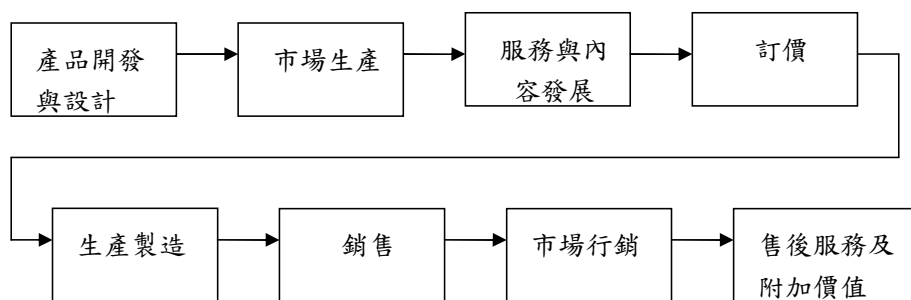 產品開發
與設計
市場生產
服務與內
容發展
訂價
生產製造
銷售
市場行銷
售後服務及
附加價值